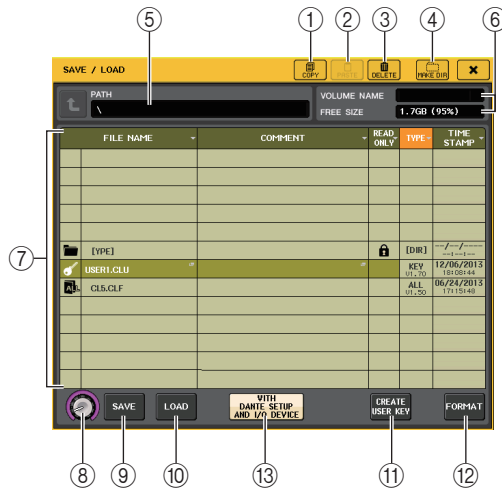 ⑤ ① ② ③ ④ ⑥
SAVE / LOAD
COPY PASTE DELETE MAKE DIR ×
PATH
\
VOLUME NAME
FREE SIZE 1.7GB (95%)
FILE NAME COMMENT READ ONLY TYPE TIME STAMP
[YPE] [DIR] --/--/---- --:--:--
USER1.CLU KEY V1.70 12/06/2013 18:08:44
ALL CL5.CLF ALL V1.50 06/24/2013 17:15:48
⑦
SAVE LOAD
WITH
DANTE SETUP
AND I/O DEVICE
CREATE
USER KEY
FORMAT
⑧ ⑨ ⑩ ⑬ ⑪ ⑫